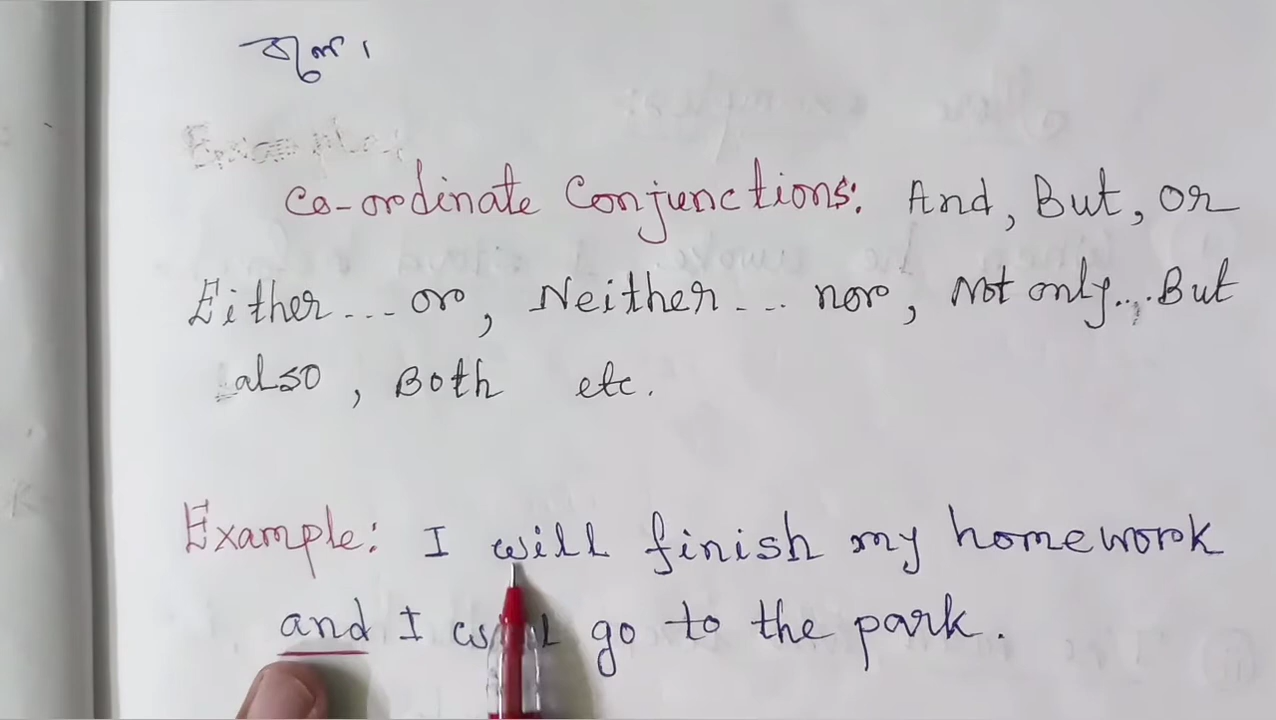 Co-ordinate Conjunctions: And, But, or
Either... or, Neither... nor, Not only... But
also, Both etc.
Example: I will finish my homework
and I will go to the park.